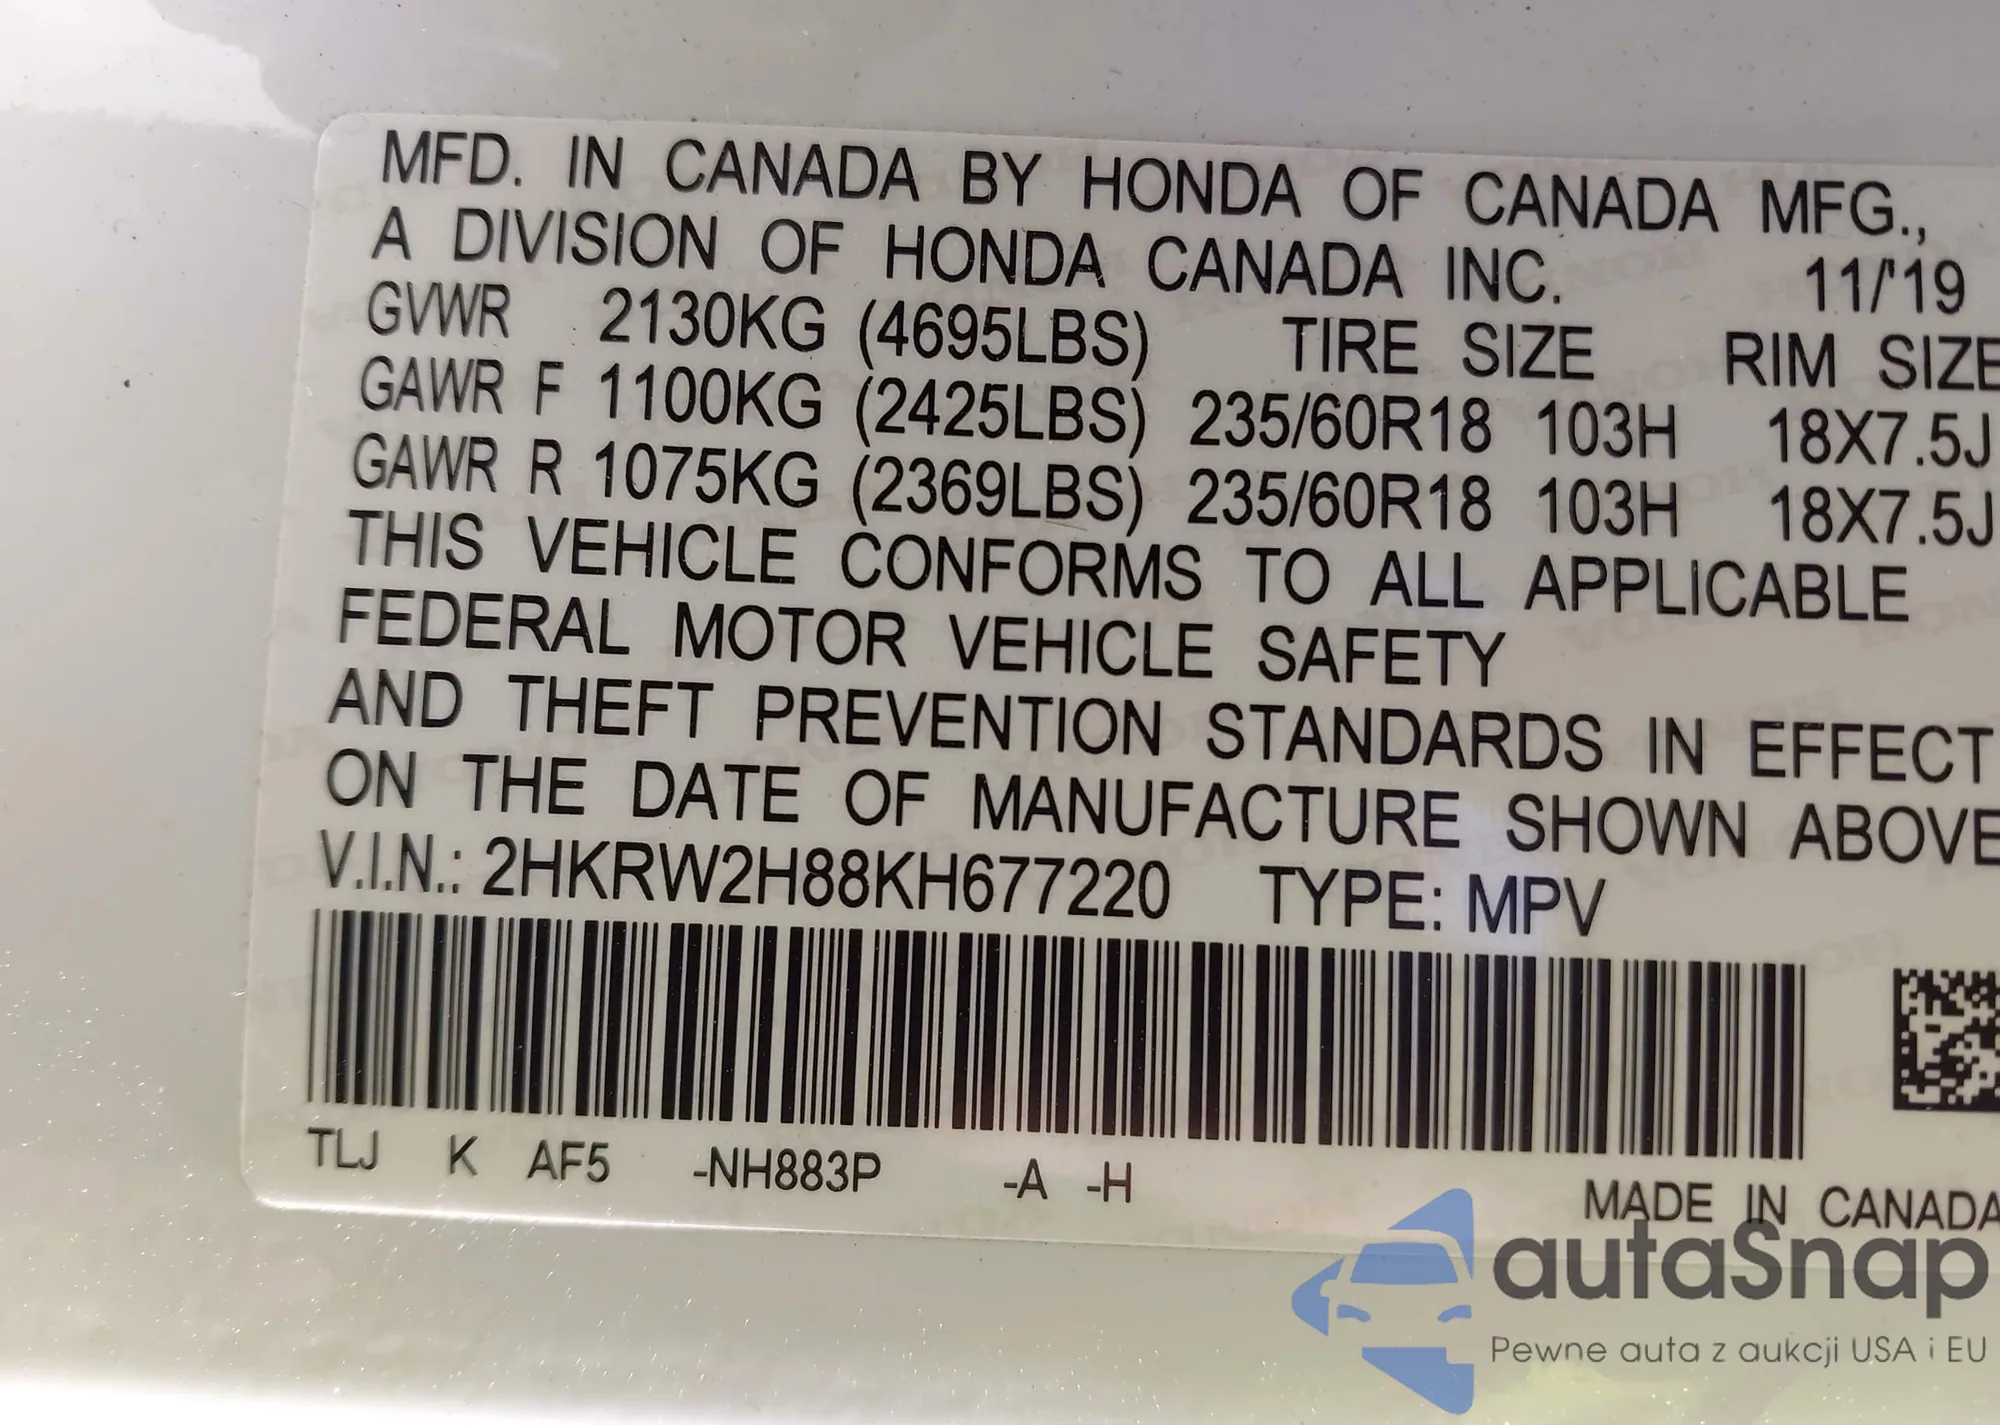 MFD. IN CANADA BY HONDA OF CANADA MFG.,
A DIVISION OF HONDA CANADA INC. 11/'19
GVWR 2130KG (4695LBS) TIRE SIZE RIM SIZE
GAWR F 1100KG (2425LBS) 235/60R18 103H 18X7.5J
GAWR R 1075KG (2369LBS) 235/60R18 103H 18X7.5J
THIS VEHICLE CONFORMS TO ALL APPLICABLE
FEDERAL MOTOR VEHICLE SAFETY
AND THEFT PREVENTION STANDARDS IN EFFECT
ON THE DATE OF MANUFACTURE SHOWN ABOVE
V.I.N.: 2HKRW2H88KH677220 TYPE: MPV
TLJ K AF5 -NH883P -A -H
MADE IN CANADA
autaSnap
Pewne auta z aukcji USA i EU